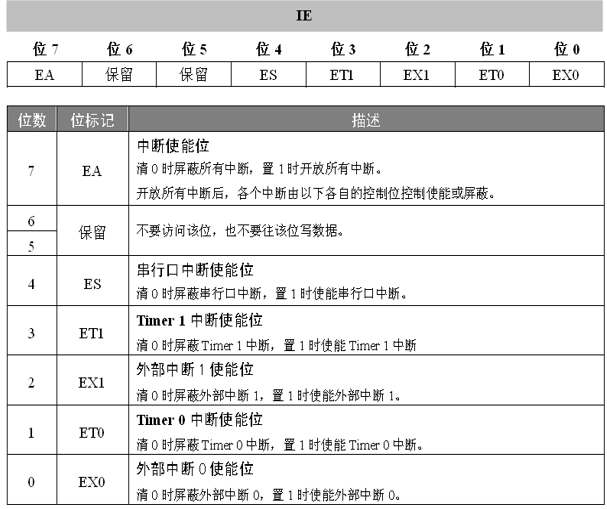 IE
位 7 位 6 位 5 位 4 位 3 位 2 位 1 位 0
EA 保留 保留 ES ET1 EX1 ET0 EX0
位数 位标记 描述
中断使能位
7 EA 清 0 时屏蔽所有中断，置 1 时开放所有中断。
开放所有中断后，各个中断由以下各自的控制位控制使能或屏蔽。
6
保留 不要访问该位，也不要往该位写数据。
5
串行口中断使能位
4 ES
清 0 时屏蔽串行口中断，置 1 时使能串行口中断。
Timer 1 中断使能位
3 ET1
清 0 时屏蔽 Timer 1 中断，置 1 时使能 Timer 1 中断
外部中断 1 使能位
2 EX1
清 0 时屏蔽外部中断 1，置 1 时使能外部中断 1。
Timer 0 中断使能位
1 ET0
清 0 时屏蔽 Timer 0 中断，置 1 时使能 Timer 0 中断。
外部中断 0 使能位
0 EX0
清 0 时屏蔽外部中断 0，置 1 时使能外部中断 0。